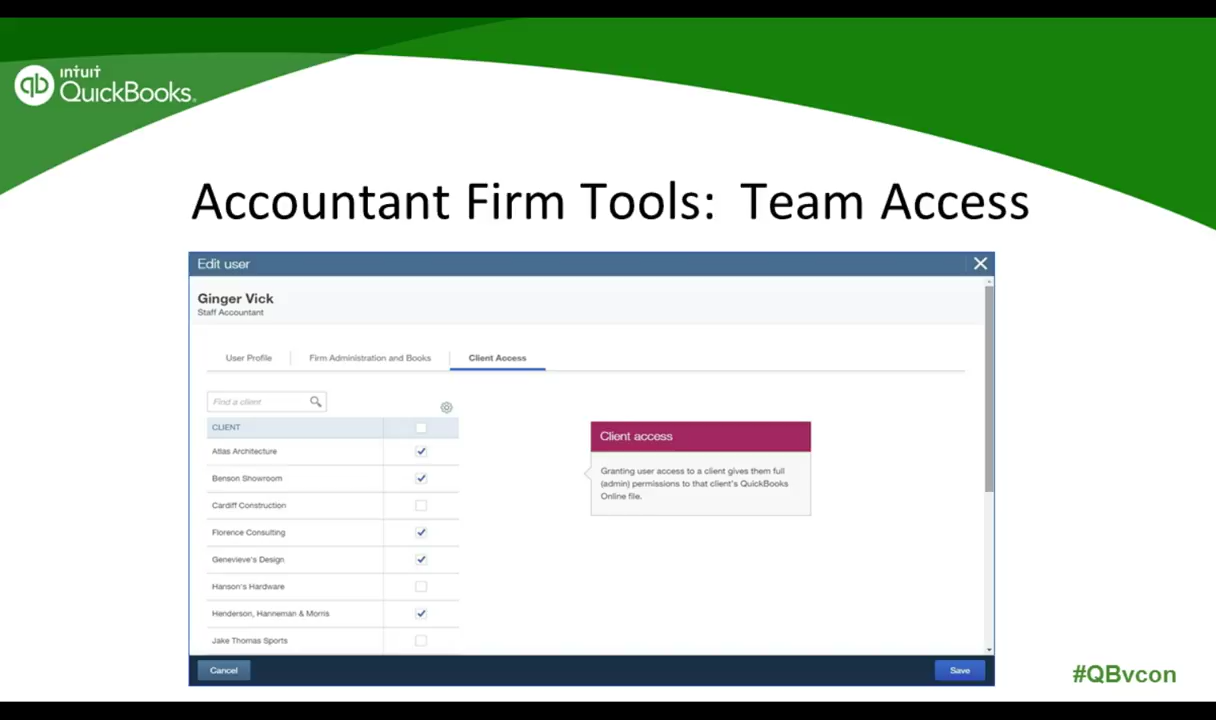 intuit
qb QuickBooks.
Accountant Firm Tools: Team Access
Edit user
Ginger Vick
Staff Accountant
User Profile
Firm Administration and Books
Client Access
Find a client
CLIENT
Atlas Architecture
Benson Showroom
Cardiff Construction
Florence Consulting
Genevieve's Design
Hanson's Hardware
Henderson, Hanneman & Morris
Jake Thomas Sports
Client access
Granting user access to a client gives them full
(admin) permissions to that client's QuickBooks
Online file.
Cancel
Save
#QBvcon